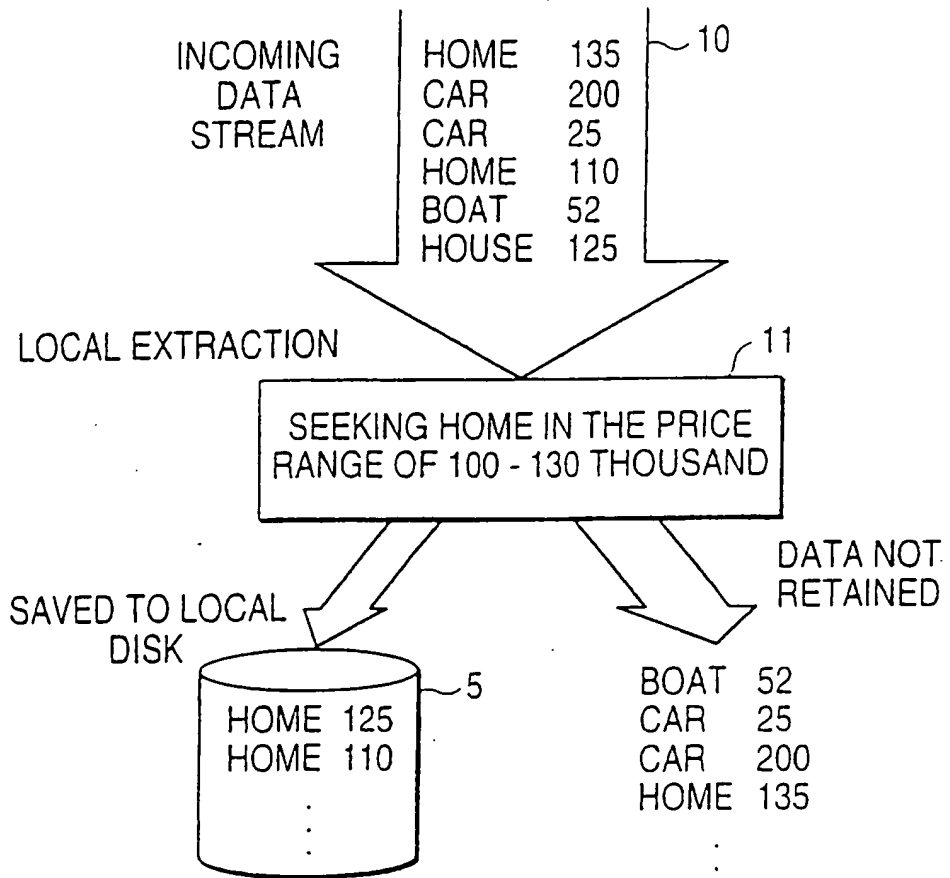 INCOMING
DATA
STREAM
10
HOME 135
CAR 200
CAR 25
HOME 110
BOAT 52
HOUSE 125
LOCAL EXTRACTION
11
SEEKING HOME IN THE PRICE
RANGE OF 100 - 130 THOUSAND
SAVED TO LOCAL
DISK
DATA NOT
RETAINED
5
HOME 125
HOME 110
BOAT 52
CAR 25
CAR 200
HOME 135